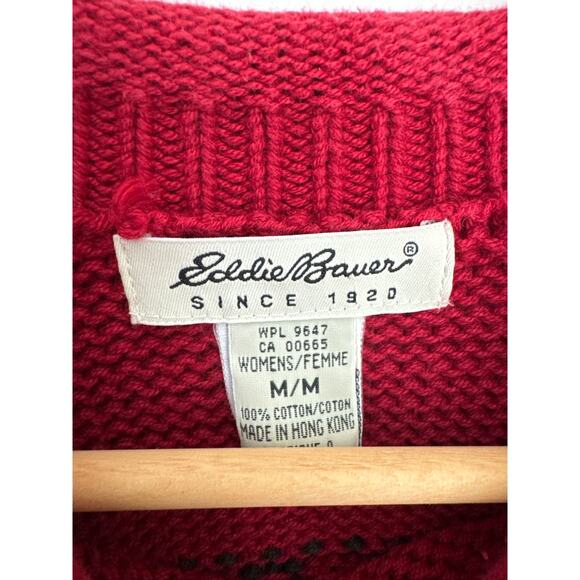 Eddie Bauer®
SINCE 1920
WPL 9647
CA 00665
WOMENS/FEMME
M/M
100% COTTON/COTON
MADE IN HONG KONG